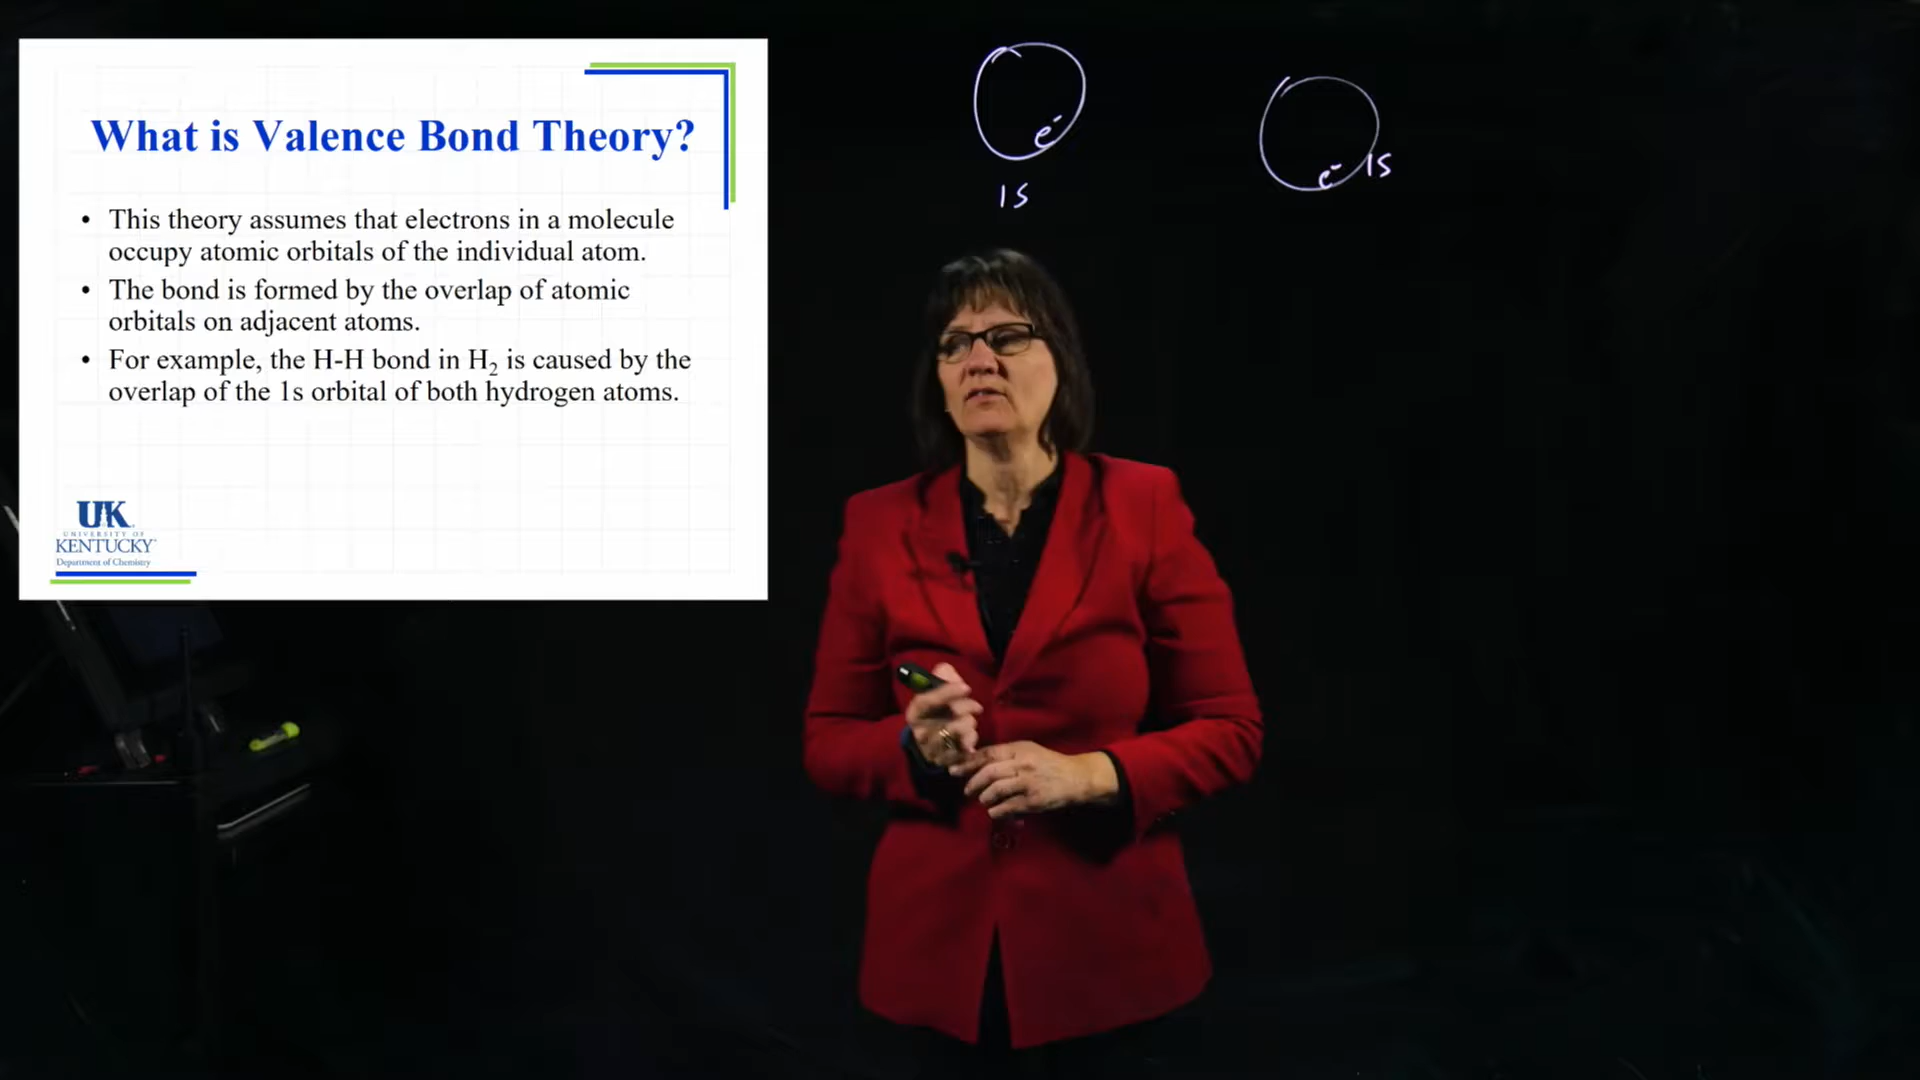 What is Valence Bond Theory?
• This theory assumes that electrons in a molecule
occupy atomic orbitals of the individual atom.
• The bond is formed by the overlap of atomic
orbitals on adjacent atoms.
• For example, the H-H bond in H₂ is caused by the
overlap of the 1s orbital of both hydrogen atoms.
UK
UNIVERSITY OF
KENTUCKY
Department of Chemistry
e⁻
1s
e⁻ 1s